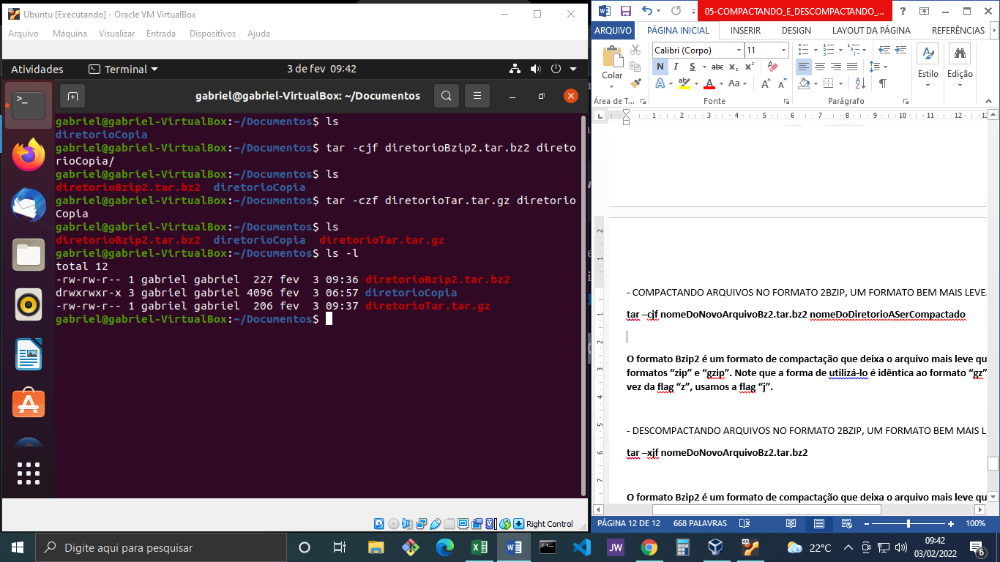 Ubuntu [Executando] - Oracle VM VirtualBox
Arquivo Máquina Visualizar Entrada Dispositivos Ajuda
Atividades Terminal 3 de fev 09:42
gabriel@gabriel-VirtualBox: ~/Documentos
gabriel@gabriel-VirtualBox:~/Documentos$ ls
diretorioCopia
gabriel@gabriel-VirtualBox:~/Documentos$ tar -cjf diretorioBzip2.tar.bz2 direto
rioCopia/
gabriel@gabriel-VirtualBox:~/Documentos$ ls
diretorioBzip2.tar.bz2 diretorioCopia
gabriel@gabriel-VirtualBox:~/Documentos$ tar -czf diretorioTar.tar.gz diretorio
Copia
gabriel@gabriel-VirtualBox:~/Documentos$ ls
diretorioBzip2.tar.bz2 diretorioCopia diretorioTar.tar.gz
gabriel@gabriel-VirtualBox:~/Documentos$ ls -l
total 12
-rw-rw-r-- 1 gabriel gabriel 227 fev 3 09:36 diretorioBzip2.tar.bz2
drwxrwxr-x 3 gabriel gabriel 4096 fev 3 06:57 diretorioCopia
-rw-rw-r-- 1 gabriel gabriel 206 fev 3 09:37 diretorioTar.tar.gz
gabriel@gabriel-VirtualBox:~/Documentos$
Right Control
05-COMPACTANDO_E_DESCOMPACTANDO_...
ARQUIVO PÁGINA INICIAL INSERIR DESIGN LAYOUT DA PÁGINA REFERÊNCIAS
Calibri (Corpo) 11
Colar
N I S abc x₂ x²
Estilo Edição
Área de T... Fonte Parágrafo
- COMPACTANDO ARQUIVOS NO FORMATO 2BZIP, UM FORMATO BEM MAIS LEVE.
tar –cjf nomeDoNovoArquivoBz2.tar.bz2 nomeDoDiretorioASerCompactado
O formato Bzip2 é um formato de compactação que deixa o arquivo mais leve qu
formatos “zip” e “gzip”. Note que a forma de utilizá-lo é idêntica ao formato “gz”
vez da flag “z”, usamos a flag “j”.
- DESCOMPACTANDO ARQUIVOS NO FORMATO 2BZIP, UM FORMATO BEM MAIS L
tar –xjf nomeDoNovoArquivoBz2.tar.bz2
O formato Bzip2 é um formato de compactação que deixa o arquivo mais leve qu
PÁGINA 12 DE 12 668 PALAVRAS 100%
Digite aqui para pesquisar
JW
22°C
09:42
03/02/2022
6